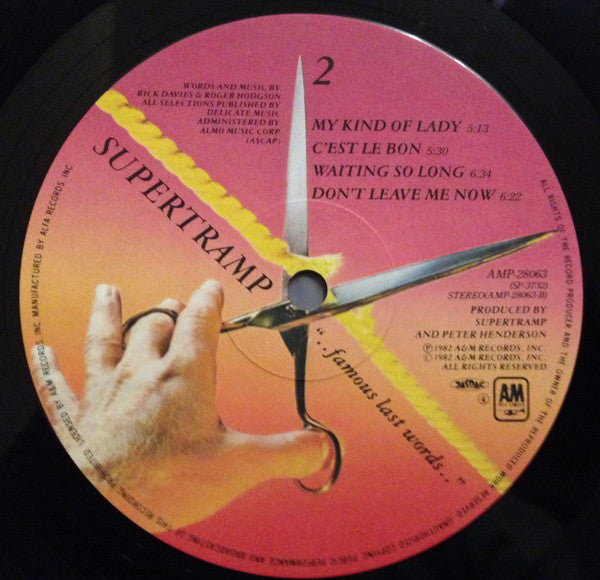 2
WORDS AND MUSIC BY
RICK DAVIES & ROGER HODGSON
ALL SELECTIONS PUBLISHED BY
DELICATE MUSIC
ADMINISTERED BY
ALMO MUSIC CORP.
(ASCAP)
MY KIND OF LADY 5:13
C'EST LE BON 5:30
WAITING SO LONG 6:34
DON'T LEAVE ME NOW 6:22
SUPERTRAMP
"..famous last words.."
AMP-28063
(SP-3732)
STEREO(AMP-28063-B)
PRODUCED BY
SUPERTRAMP
AND PETER HENDERSON
Ⓟ1982 A&M RECORDS, INC.
©1982 A&M RECORDS, INC.
ALL RIGHTS RESERVED
A&M
RECORDS
ALL RIGHTS OF THE RECORD PRODUCER AND THE OWNER OF THE REPRODUCED WORK RESERVED. UNAUTHORIZED COPYING, PUBLIC PERFORMANCE AND BROADCASTING OF THIS RECORDING PROHIBITED. LICENSED BY A&M RECORDS, INC. MANUFACTURED BY ALFA RECORDS, INC.